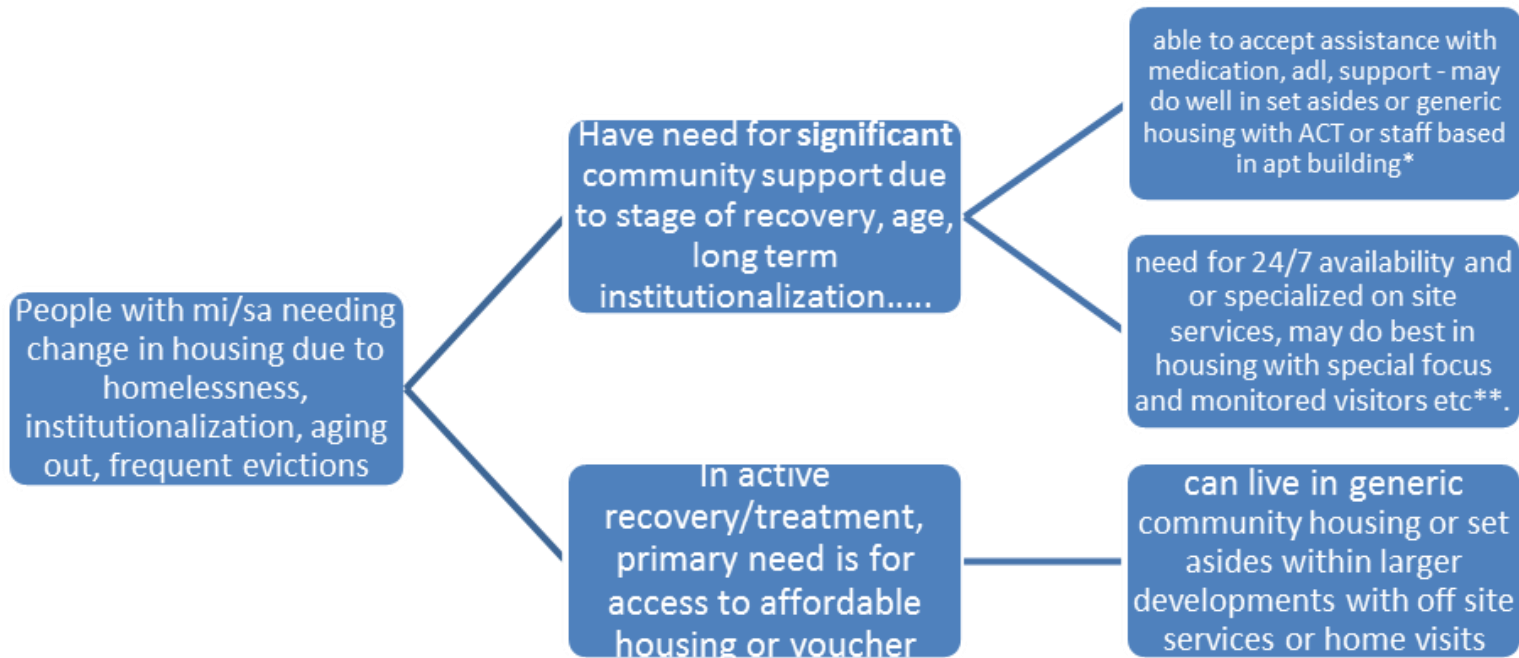 People with mi/sa needing
change in housing due to
homelessness,
institutionalization, aging
out, frequent evictions
Have need for significant
community support due
to stage of recovery, age,
long term
institutionalization.....
able to accept assistance with
medication, adl, support - may
do well in set asides or generic
housing with ACT or staff based
in apt building*
need for 24/7 availability and
or specialized on site
services, may do best in
housing with special focus
and monitored visitors etc**.
In active
recovery/treatment,
primary need is for
access to affordable
housing or voucher
can live in generic
community housing or set
asides within larger
developments with off site
services or home visits